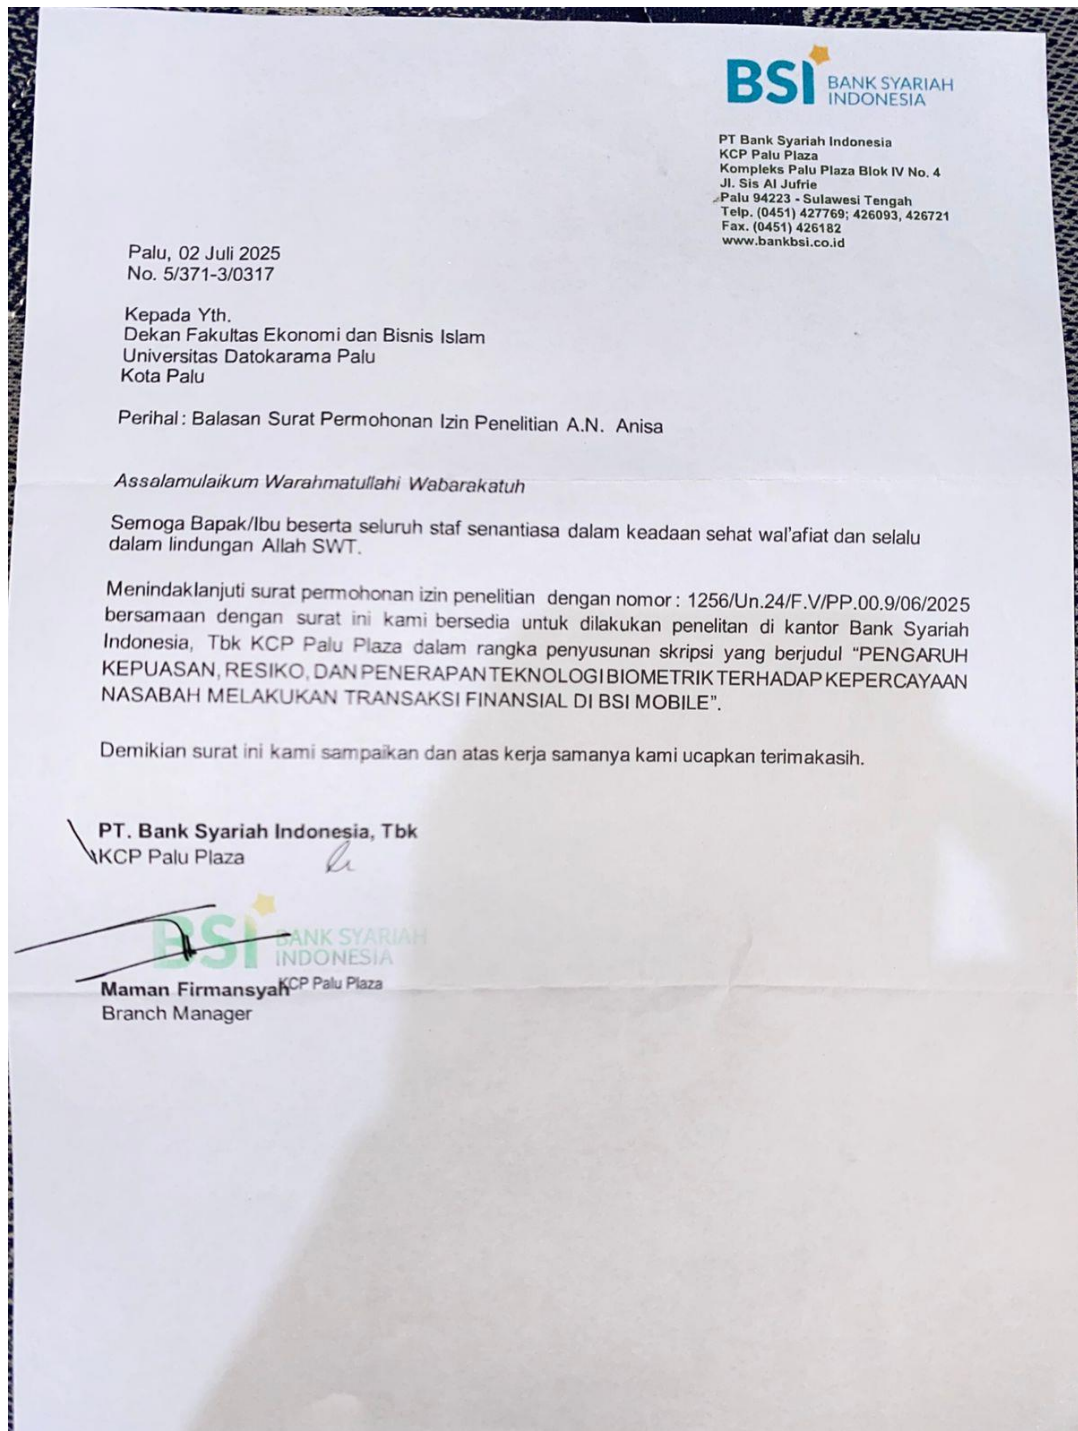 BSI BANK SYARIAH
INDONESIA
PT Bank Syariah Indonesia
KCP Palu Plaza
Kompleks Palu Plaza Blok IV No. 4
Jl. Sis Al Jufrie
Palu 94223 - Sulawesi Tengah
Telp. (0451) 427769; 426093, 426721
Fax. (0451) 426182
www.bankbsi.co.id
Palu, 02 Juli 2025
No. 5/371-3/0317
Kepada Yth.
Dekan Fakultas Ekonomi dan Bisnis Islam
Universitas Datokarama Palu
Kota Palu
Perihal : Balasan Surat Permohonan Izin Penelitian A.N. Anisa
Assalamulaikum Warahmatullahi Wabarakatuh
Semoga Bapak/Ibu beserta seluruh staf senantiasa dalam keadaan sehat wal'afiat dan selalu
dalam lindungan Allah SWT.
Menindaklanjuti surat permohonan izin penelitian dengan nomor : 1256/Un.24/F.V/PP.00.9/06/2025
bersamaan dengan surat ini kami bersedia untuk dilakukan penelitan di kantor Bank Syariah
Indonesia, Tbk KCP Palu Plaza dalam rangka penyusunan skripsi yang berjudul “PENGARUH
KEPUASAN, RESIKO, DAN PENERAPAN TEKNOLOGI BIOMETRIK TERHADAP KEPERCAYAAN
NASABAH MELAKUKAN TRANSAKSI FINANSIAL DI BSI MOBILE”.
Demikian surat ini kami sampaikan dan atas kerja samanya kami ucapkan terimakasih.
PT. Bank Syariah Indonesia, Tbk
KCP Palu Plaza
BSI BANK SYARIAH
INDONESIA
KCP Palu Plaza
Maman Firmansyah
Branch Manager